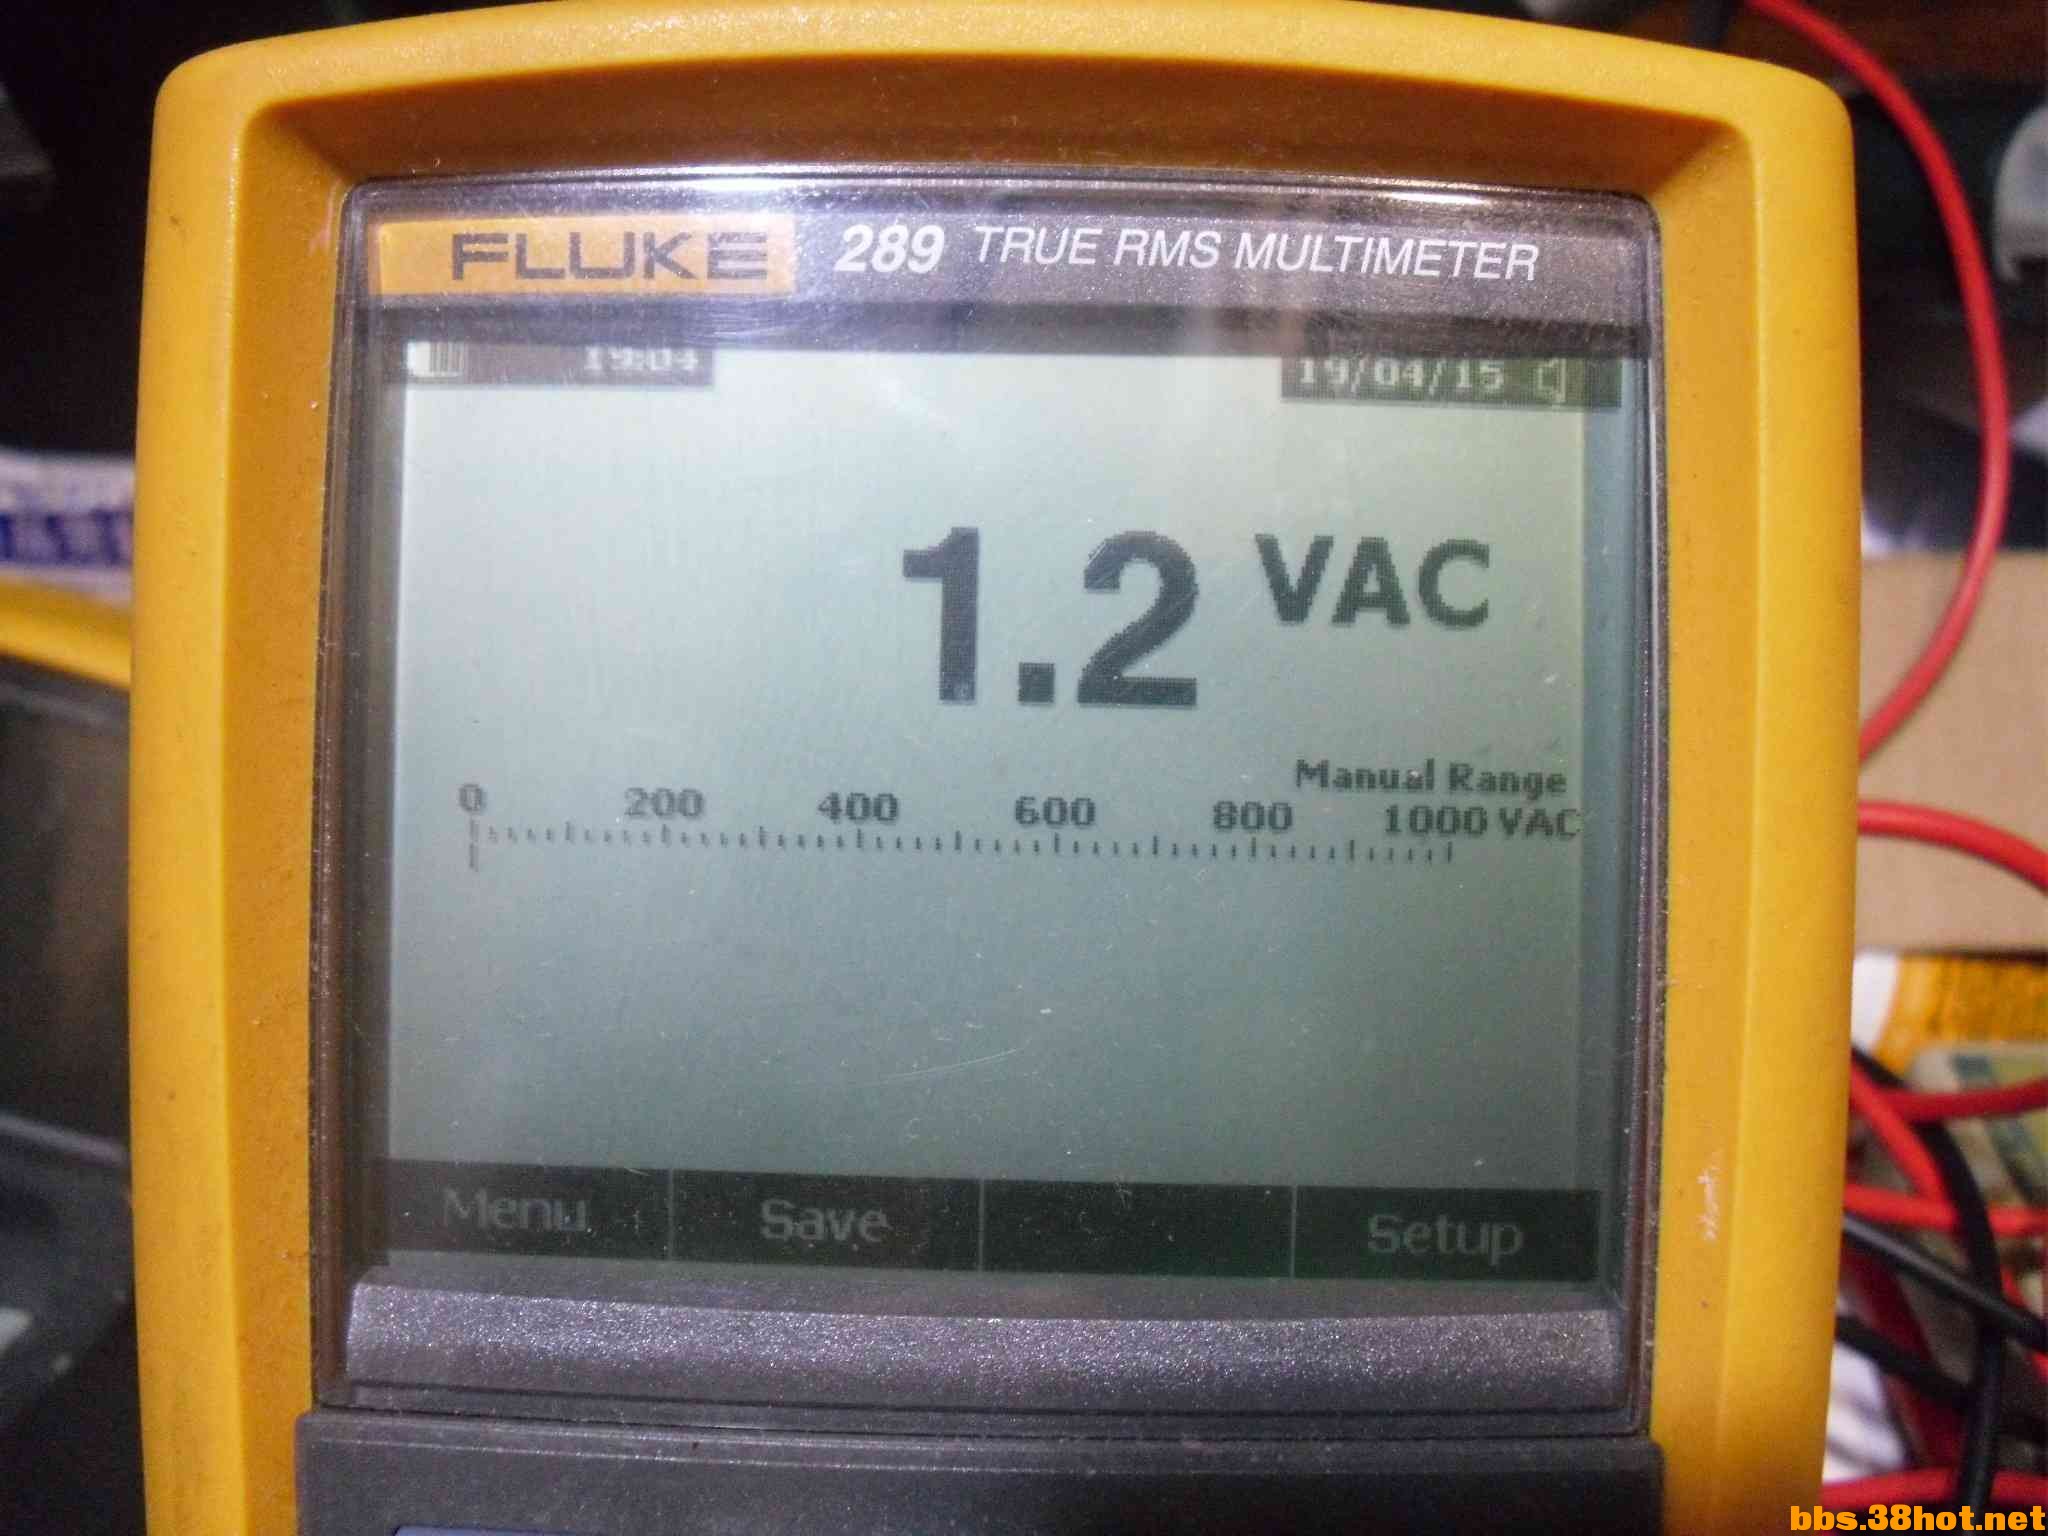 FLUKE 289 TRUE RMS MULTIMETER
19:04 19/04/15
1.2 VAC
Manual Range
0 200 400 600 800 1000 VAC
Menu Save Setup
bbs.38hot.net